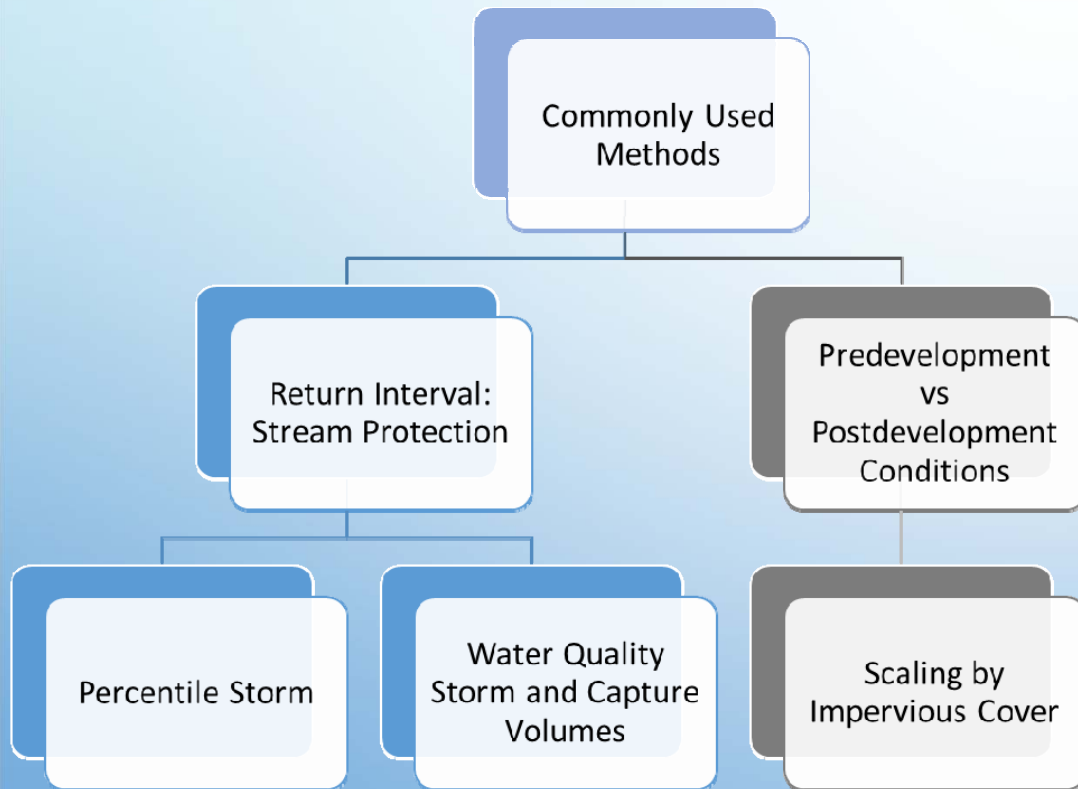 Commonly Used
Methods
Return Interval:
Stream Protection
Predevelopment
vs
Postdevelopment
Conditions
Percentile Storm
Water Quality
Storm and Capture
Volumes
Scaling by
Impervious Cover